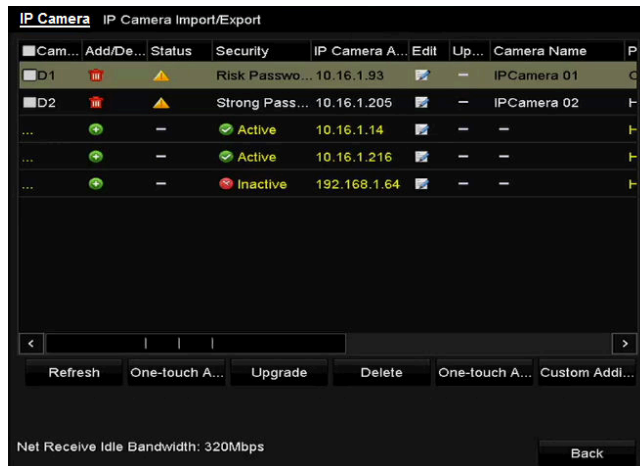 IP Camera IP Camera Import/Export
Cam... Add/De... Status Security IP Camera A... Edit Up... Camera Name P
D1 Risk Passwo... 10.16.1.93 – IPCamera 01
D2 Strong Pass... 10.16.1.205 – IPCamera 02 H
... – Active 10.16.1.14 – – H
... – Active 10.16.1.216 – – H
... – Inactive 192.168.1.64 – – H
Refresh One-touch A... Upgrade Delete One-touch A... Custom Addi...
Net Receive Idle Bandwidth: 320Mbps Back